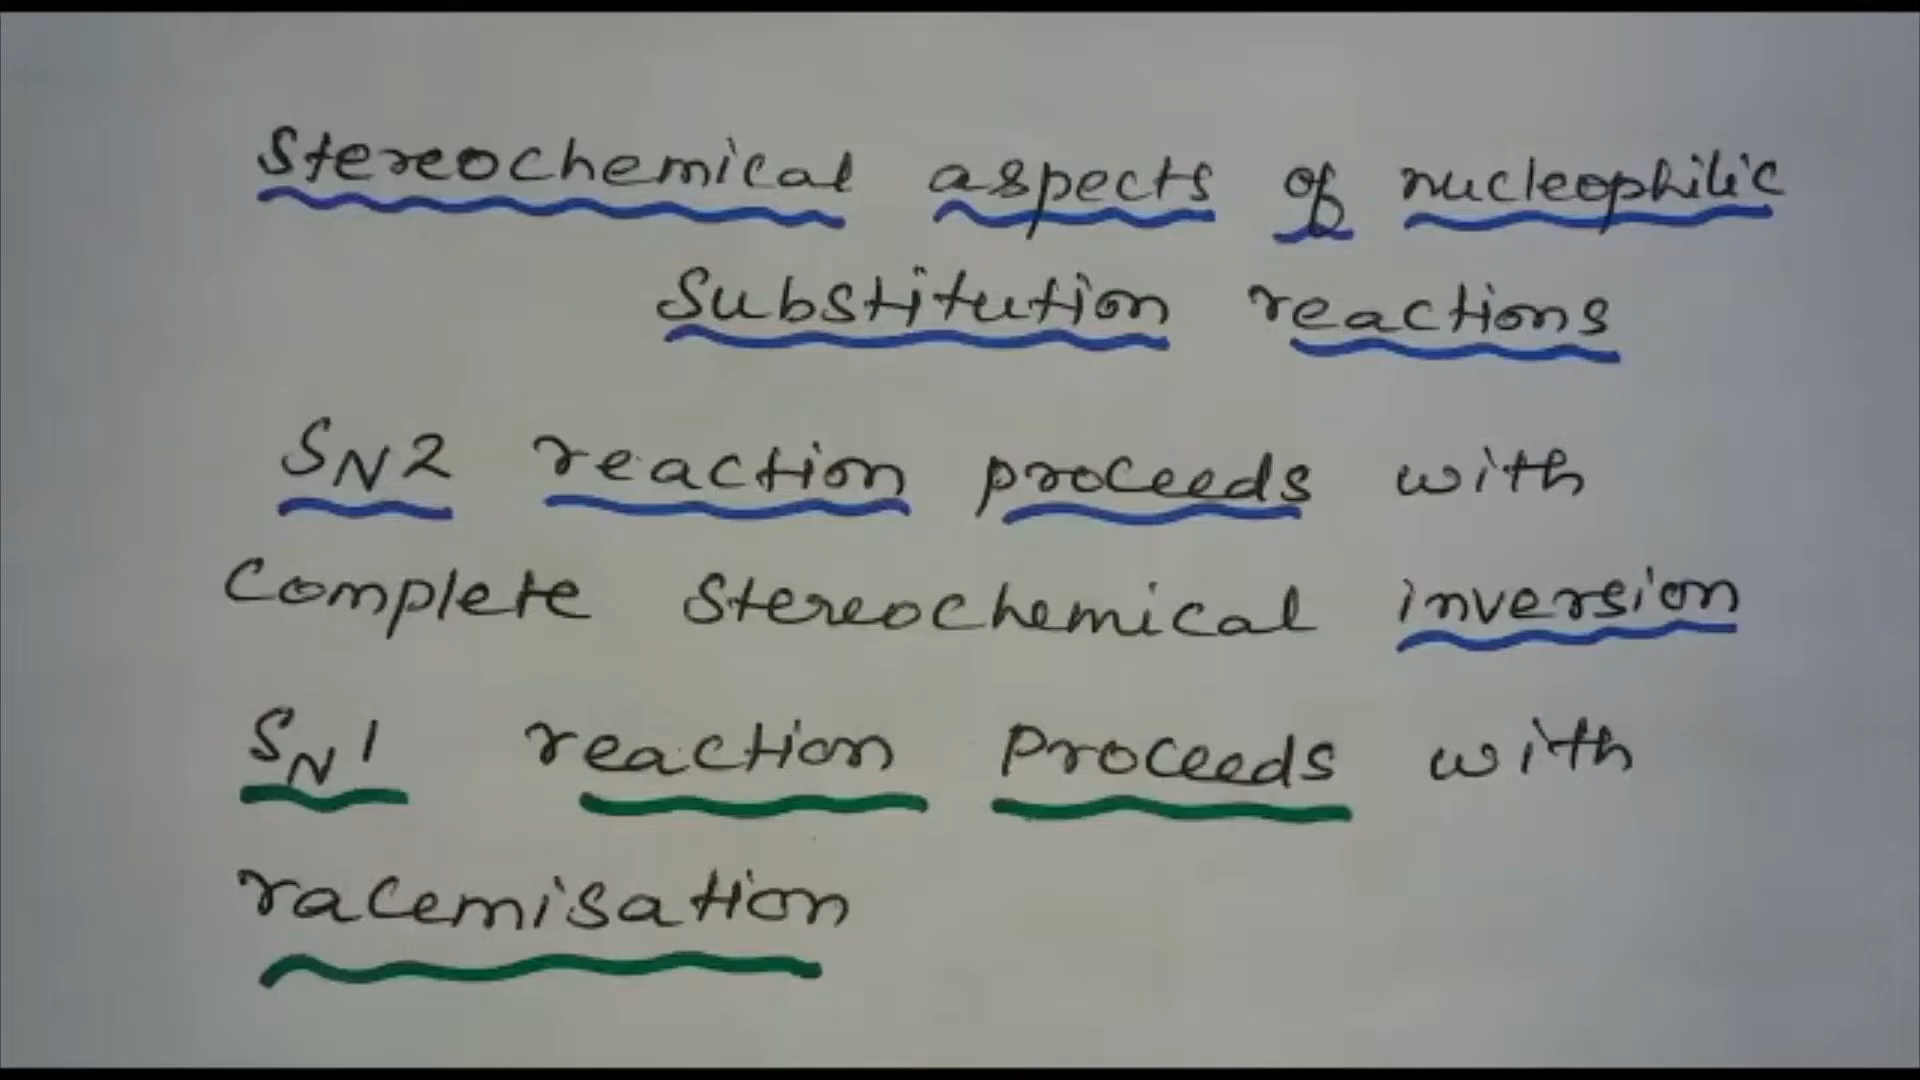 Stereochemical aspects of nucleophilic
Substitution reactions
SN2 reaction proceeds with
Complete Stereochemical inversion
SN1 reaction proceeds with
racemisation